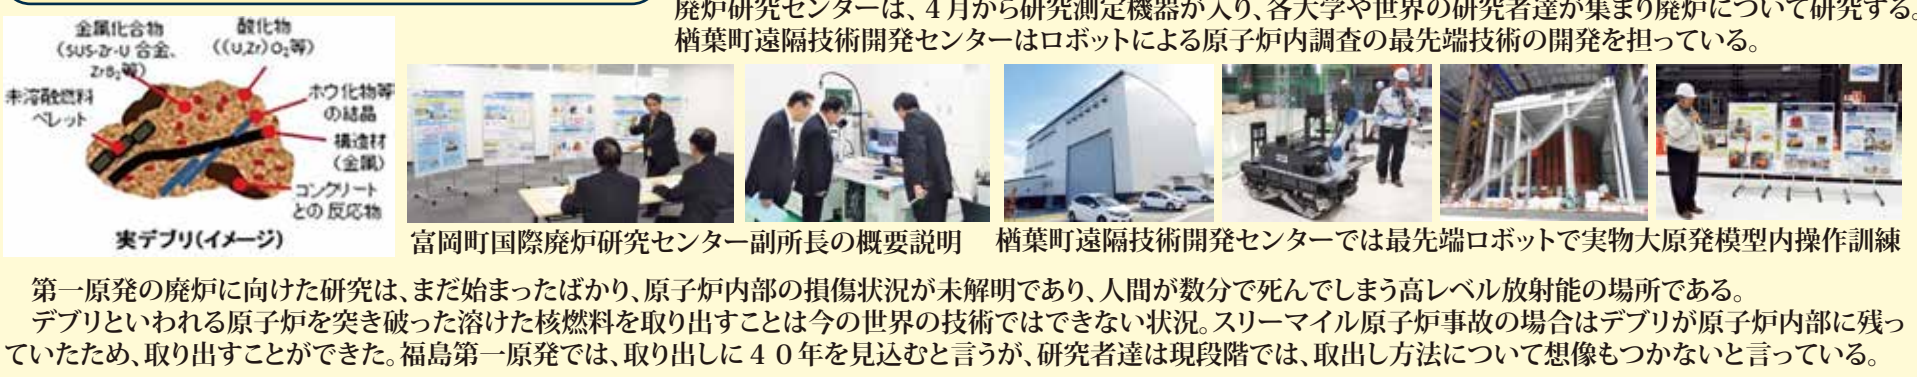 廃炉研究センターは、4月から研究測定機器が入り、各大学や世界の研究者達が集まり廃炉について研究する。
楢葉町遠隔技術開発センターはロボットによる原子炉内調査の最先端技術の開発を担っている。
金属化合物
(SUS-Zr-U 合金、
ZrB2等)
酸化物
((U,Zr)O2等)
未溶融燃料
ペレット
ホウ化物等
の結晶
構造材
(金属)
コンクリート
との反応物
実デブリ(イメージ)
富岡町国際廃炉研究センター副所長の概要説明
楢葉町遠隔技術開発センターでは最先端ロボットで実物大原発模型内操作訓練
第一原発の廃炉に向けた研究は、まだ始まったばかり、原子炉内部の損傷状況が未解明であり、人間が数分で死んでしまう高レベル放射能の場所である。
デブリといわれる原子炉を突き破った溶けた核燃料を取り出すことは今の世界の技術ではできない状況。スリーマイル原子炉事故の場合はデブリが原子炉内部に残っ
ていたため、取り出すことができた。福島第一原発では、取り出しに40年を見込むと言うが、研究者達は現段階では、取出し方法について想像もつかないと言っている。